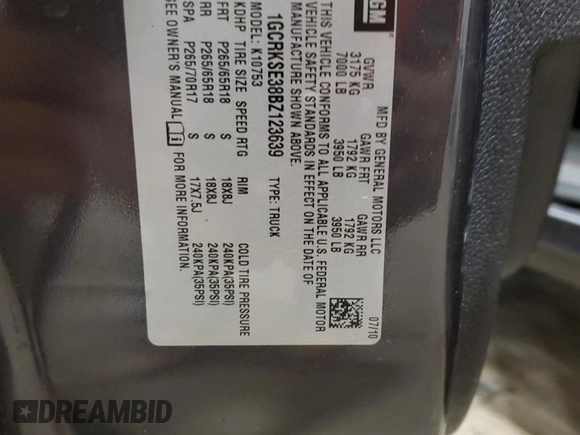 GM
MFD BY GENERAL MOTORS LLC
07/10
GVWR GAWR FRT GAWR RR
3175 KG 1792 KG 1792 KG
7000 LB 3950 LB 3950 LB
THIS VEHICLE CONFORMS TO ALL APPLICABLE U.S. FEDERAL MOTOR
VEHICLE SAFETY STANDARDS IN EFFECT ON THE DATE OF
MANUFACTURE SHOWN ABOVE.
1GCRKSE38BZ123639 TYPE: TRUCK
MODEL: K10753
KDHP TIRE SIZE SPEED RTG RIM COLD TIRE PRESSURE
FRT P265/65R18 S 18X8J 240KPA(35PSI)
RR P265/65R18 S 18X8J 240KPA(35PSI)
SPA P265/70R17 S 17X7.5J 240KPA(35PSI)
SEE OWNER'S MANUAL i FOR MORE INFORMATION.
DREAMBID